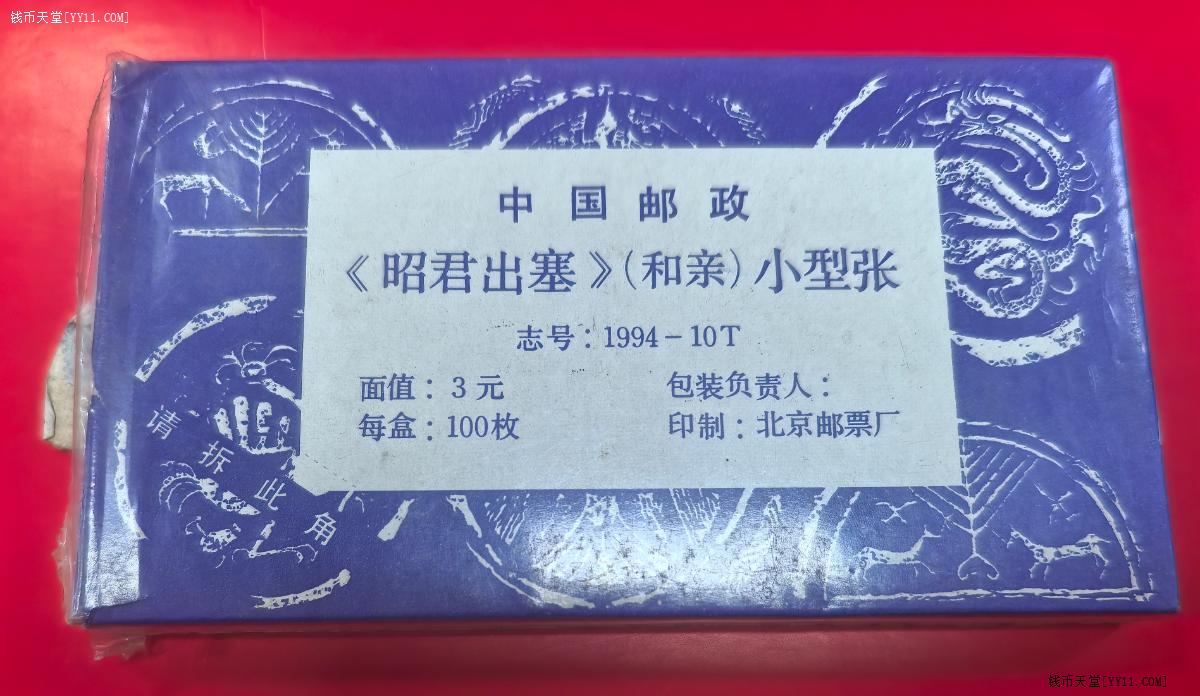 钱币天堂[YY11.COM]
中国邮政
《昭君出塞》(和亲)小型张
志号：1994－10T
面值：3元 包装负责人：
每盒：100枚 印制：北京邮票厂
请拆此角
钱币天堂[YY11.COM]